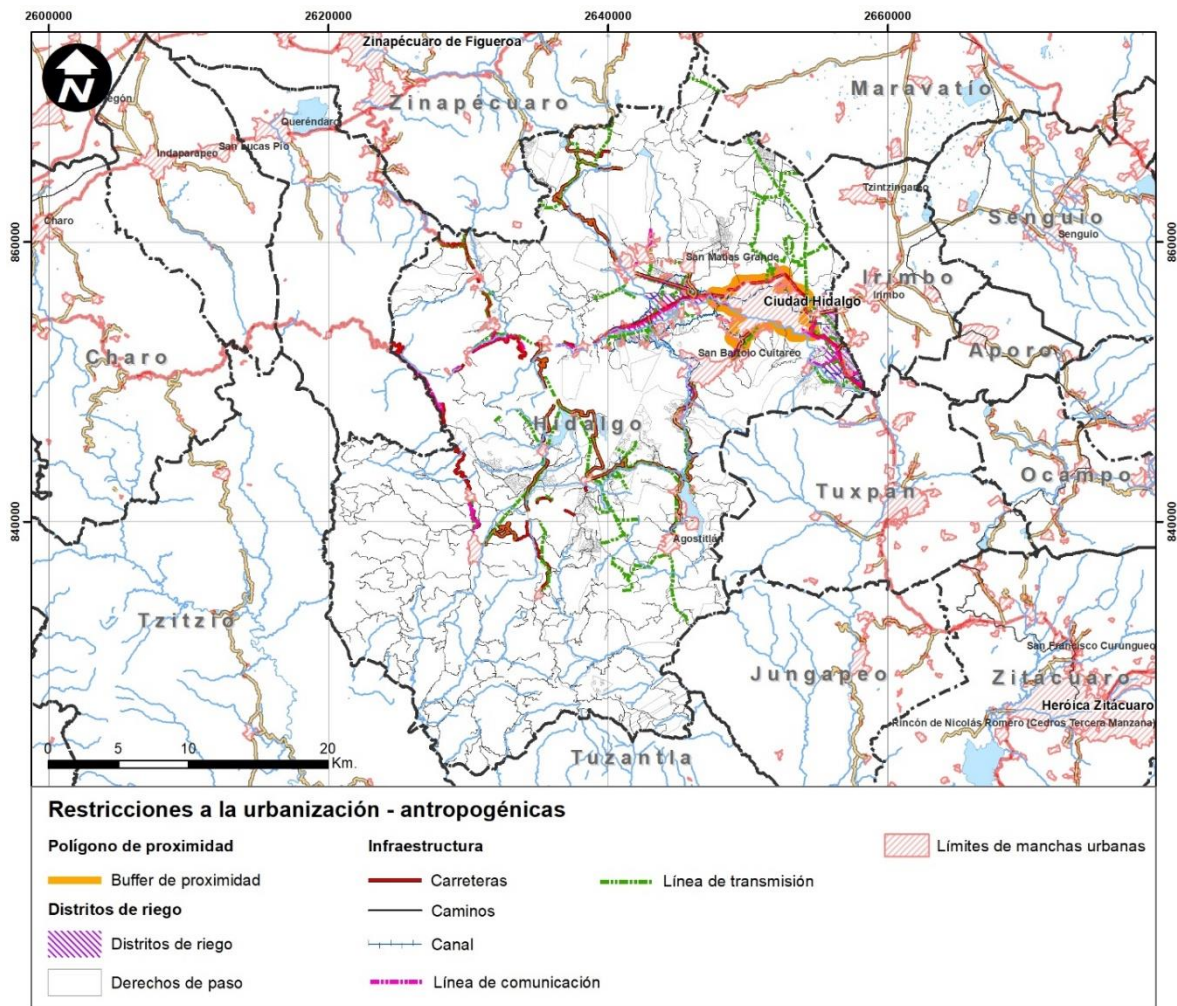 2600000
2620000
2640000
2660000
N
Zinapécuaro de Figueroa
Zinapécuaro
Maravatío
Queréndaro
San Lucas Pío
Indaparapeo
Tzintzingareo
Senguio
Senguio
Charo
860000
860000
San Matías Grande
Irimbo
Irimbo
Ciudad Hidalgo
San Bartolo Cuitareo
Aporo
Charo
Hidalgo
Tuxpan
Ocampo
840000
840000
Agostitlán
Tzitzio
San Francisco Curungueo
Jungapeo
Zitácuaro
Heróica Zitácuaro
Rincón de Nicolás Romero (Cedros Tercera Manzana)
Tuzantla
0 5 10 20
Km.
Restricciones a la urbanización - antropogénicas
Polígono de proximidad
Buffer de proximidad
Distritos de riego
Distritos de riego
Derechos de paso
Infraestructura
Carreteras
Caminos
Canal
Línea de comunicación
Línea de transmisión
Límites de manchas urbanas